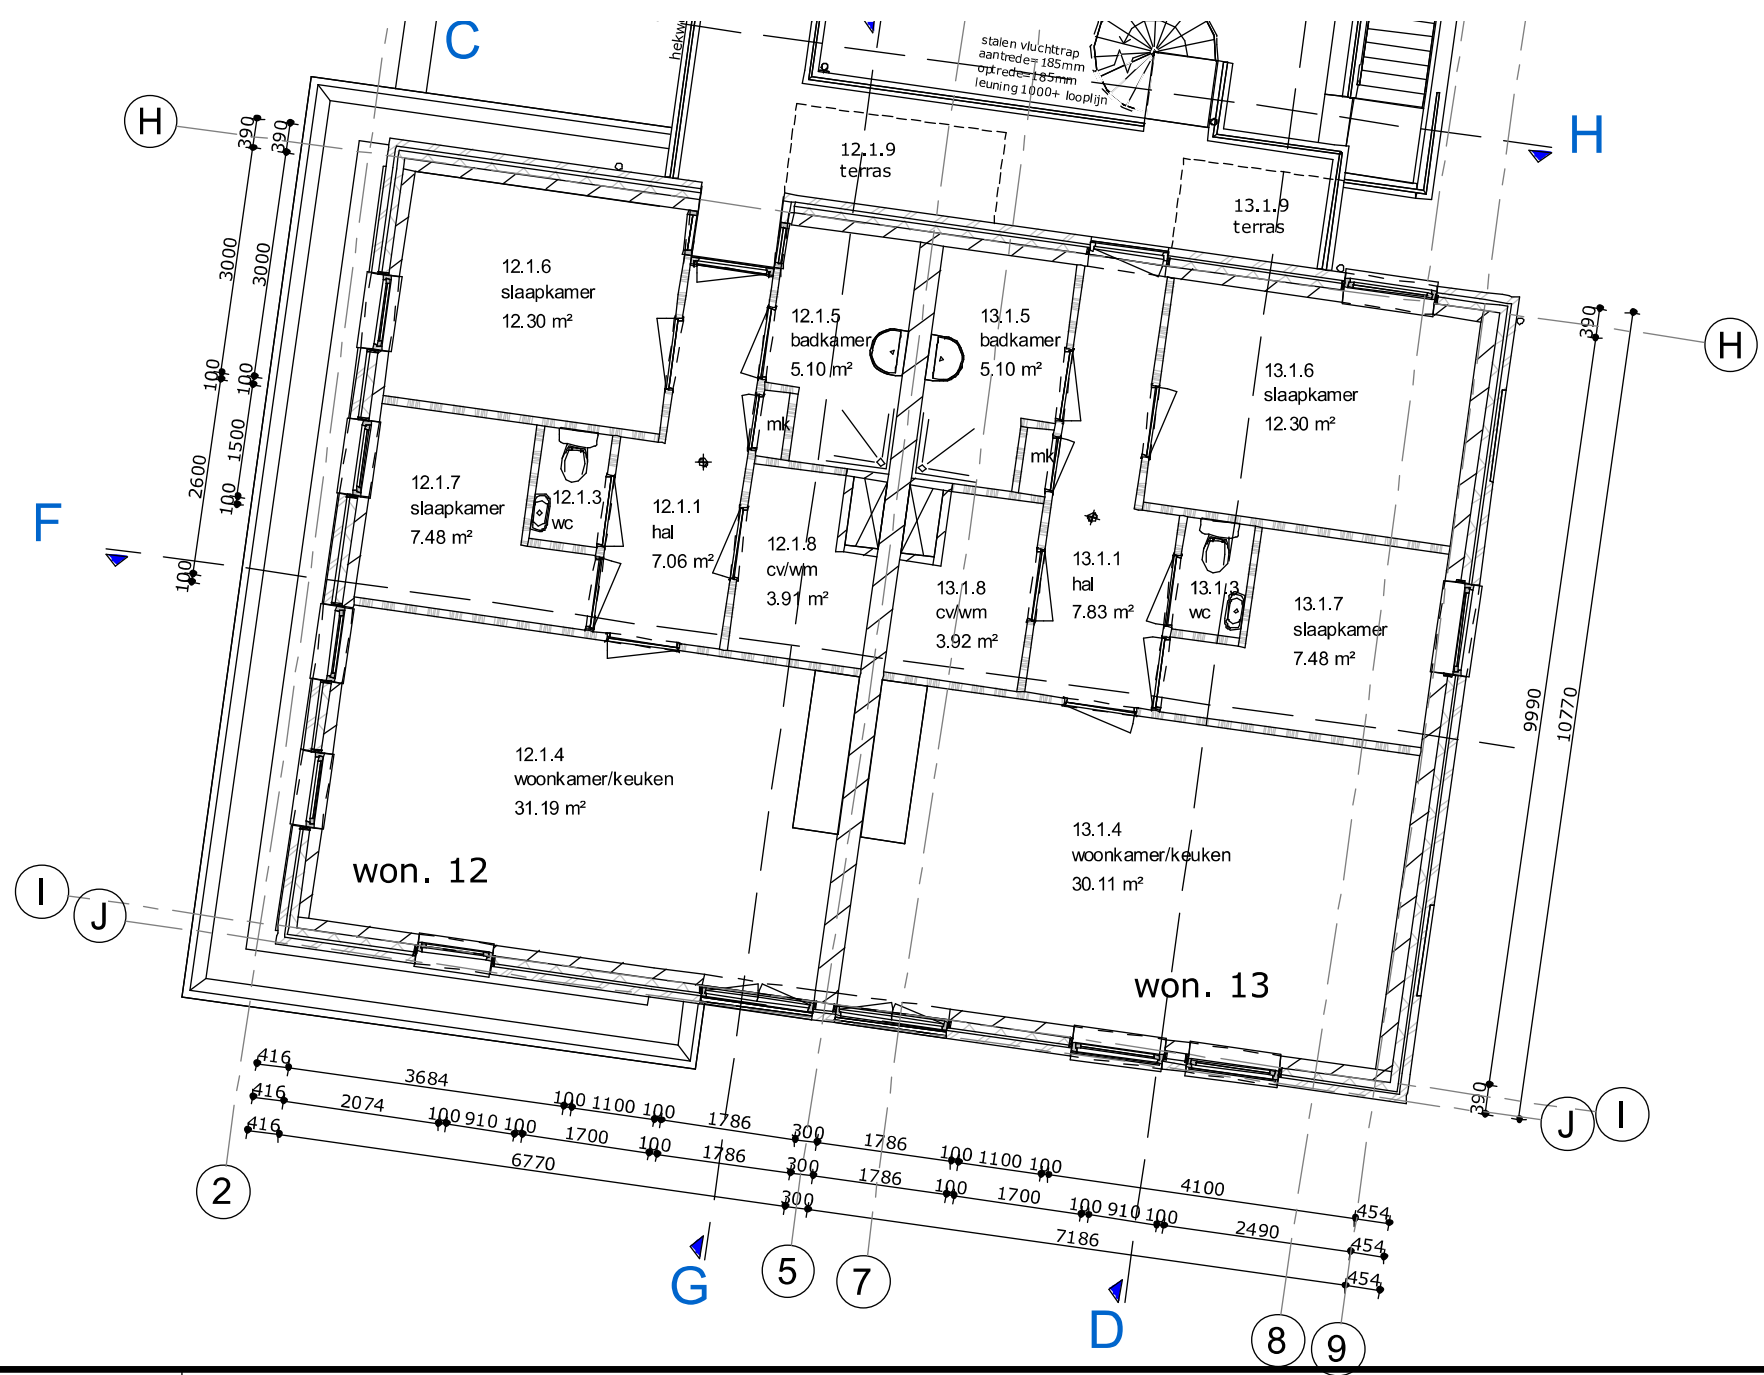 C
hekw
stalen vluchttrap
aantrede=185mm
optrede=185mm
leuning 1000+ looplijn
H
H
390
390
12.1.9
terras
13.1.9
terras
3000
3000
12.1.6
slaapkamer
12.30 m²
12.1.5
badkamer
5.10 m²
13.1.5
badkamer
5.10 m²
390
H
13.1.6
slaapkamer
12.30 m²
100
100
mk
mk
1500
2600
100
100
F
12.1.7
slaapkamer
7.48 m²
12.1.3
wc
12.1.1
hal
7.06 m²
12.1.8
cv/wm
3.91 m²
13.1.8
cv/wm
3.92 m²
13.1.1
hal
7.83 m²
13.1.3
wc
13.1.7
slaapkamer
7.48 m²
9990
10770
12.1.4
woonkamer/keuken
31.19 m²
13.1.4
woonkamer/keuken
30.11 m²
won. 12
won. 13
I
J
390
J
I
416 3684 100 1100 100 1786 300 1786 100 1100 100 4100 454
416 2074 100 910 100 1700 100 1786 300 1786 100 1700 100 910 100 2490 454
416 6770 300 7186 454
2
5
7
G
D
8
9